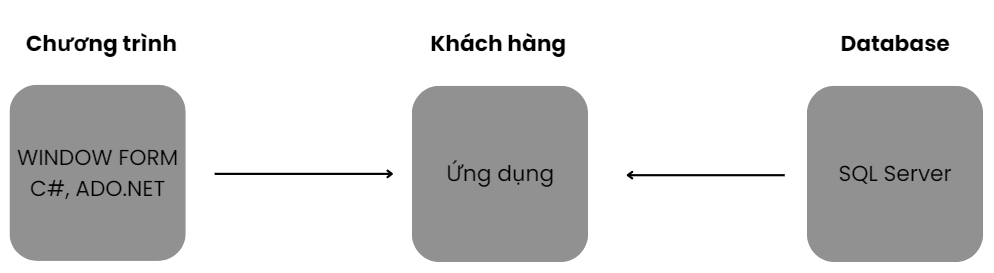 Chương trình
Khách hàng
Database
WINDOW FORM
C#, ADO.NET
Ứng dụng
SQL Server